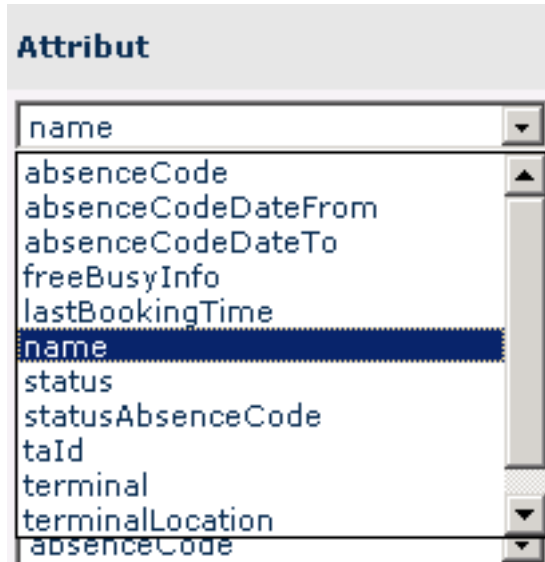 Attribut
name
absenceCode
absenceCodeDateFrom
absenceCodeDateTo
freeBusyInfo
lastBookingTime
name
status
statusAbsenceCode
taId
terminal
terminalLocation
absenceCode